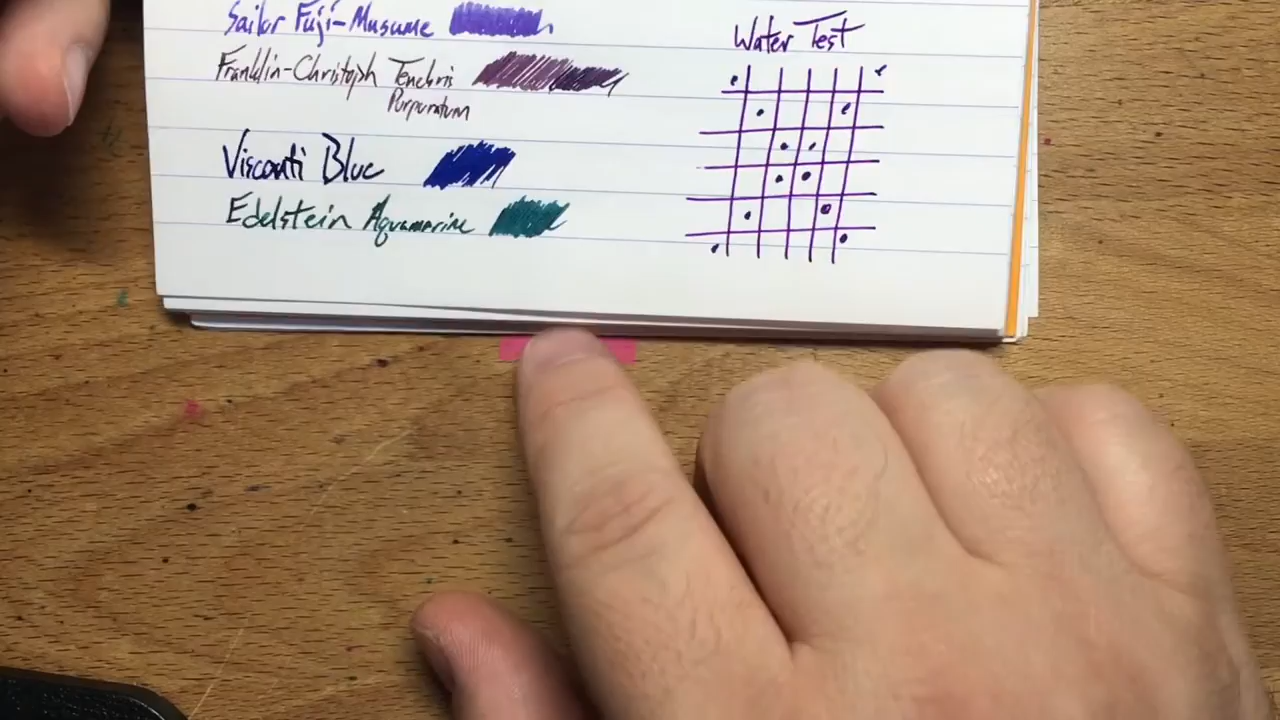 Sailor Fuji-Musume
Franklin-Christoph Tenebris
Purpuratum
Visconti Blue
Edelstein Aquamarine
Water Test